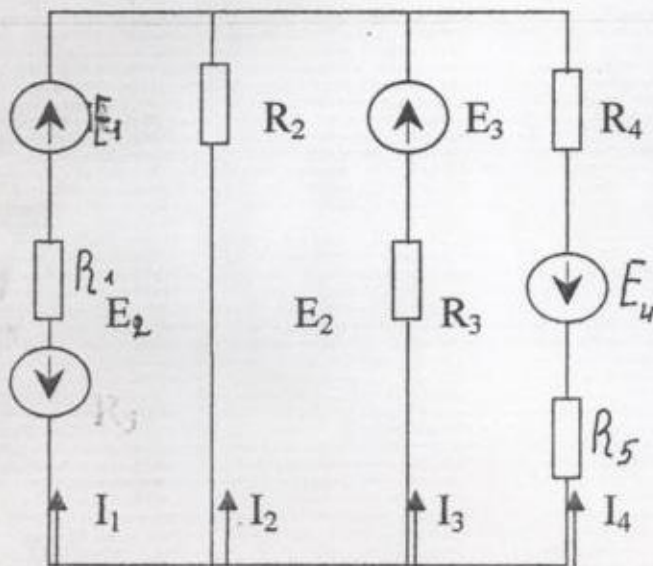 E₁ R₂ E₃ R₄
R₁
E₂ E₂ R₃ E₄
R₅
I₁ I₂ I₃ I₄